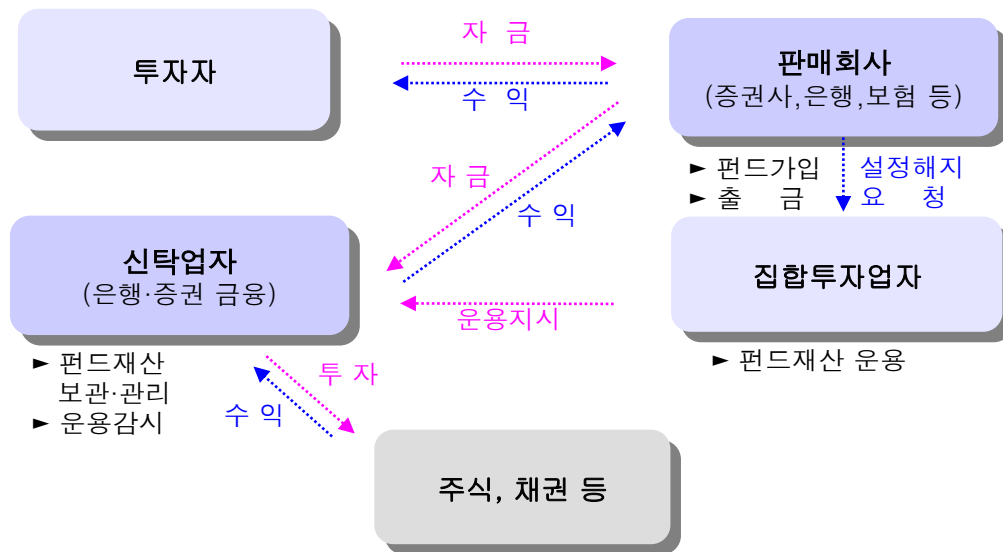 자 금
투자자
수 익
판매회사
(증권사,은행,보험 등)
► 펀드가입
► 출 금
설정해지
요 청
자 금
수 익
신탁업자
(은행·증권 금융)
집합투자업자
운용지시
► 펀드재산 운용
► 펀드재산
보관·관리
► 운용감시
투 자
수 익
주식, 채권 등